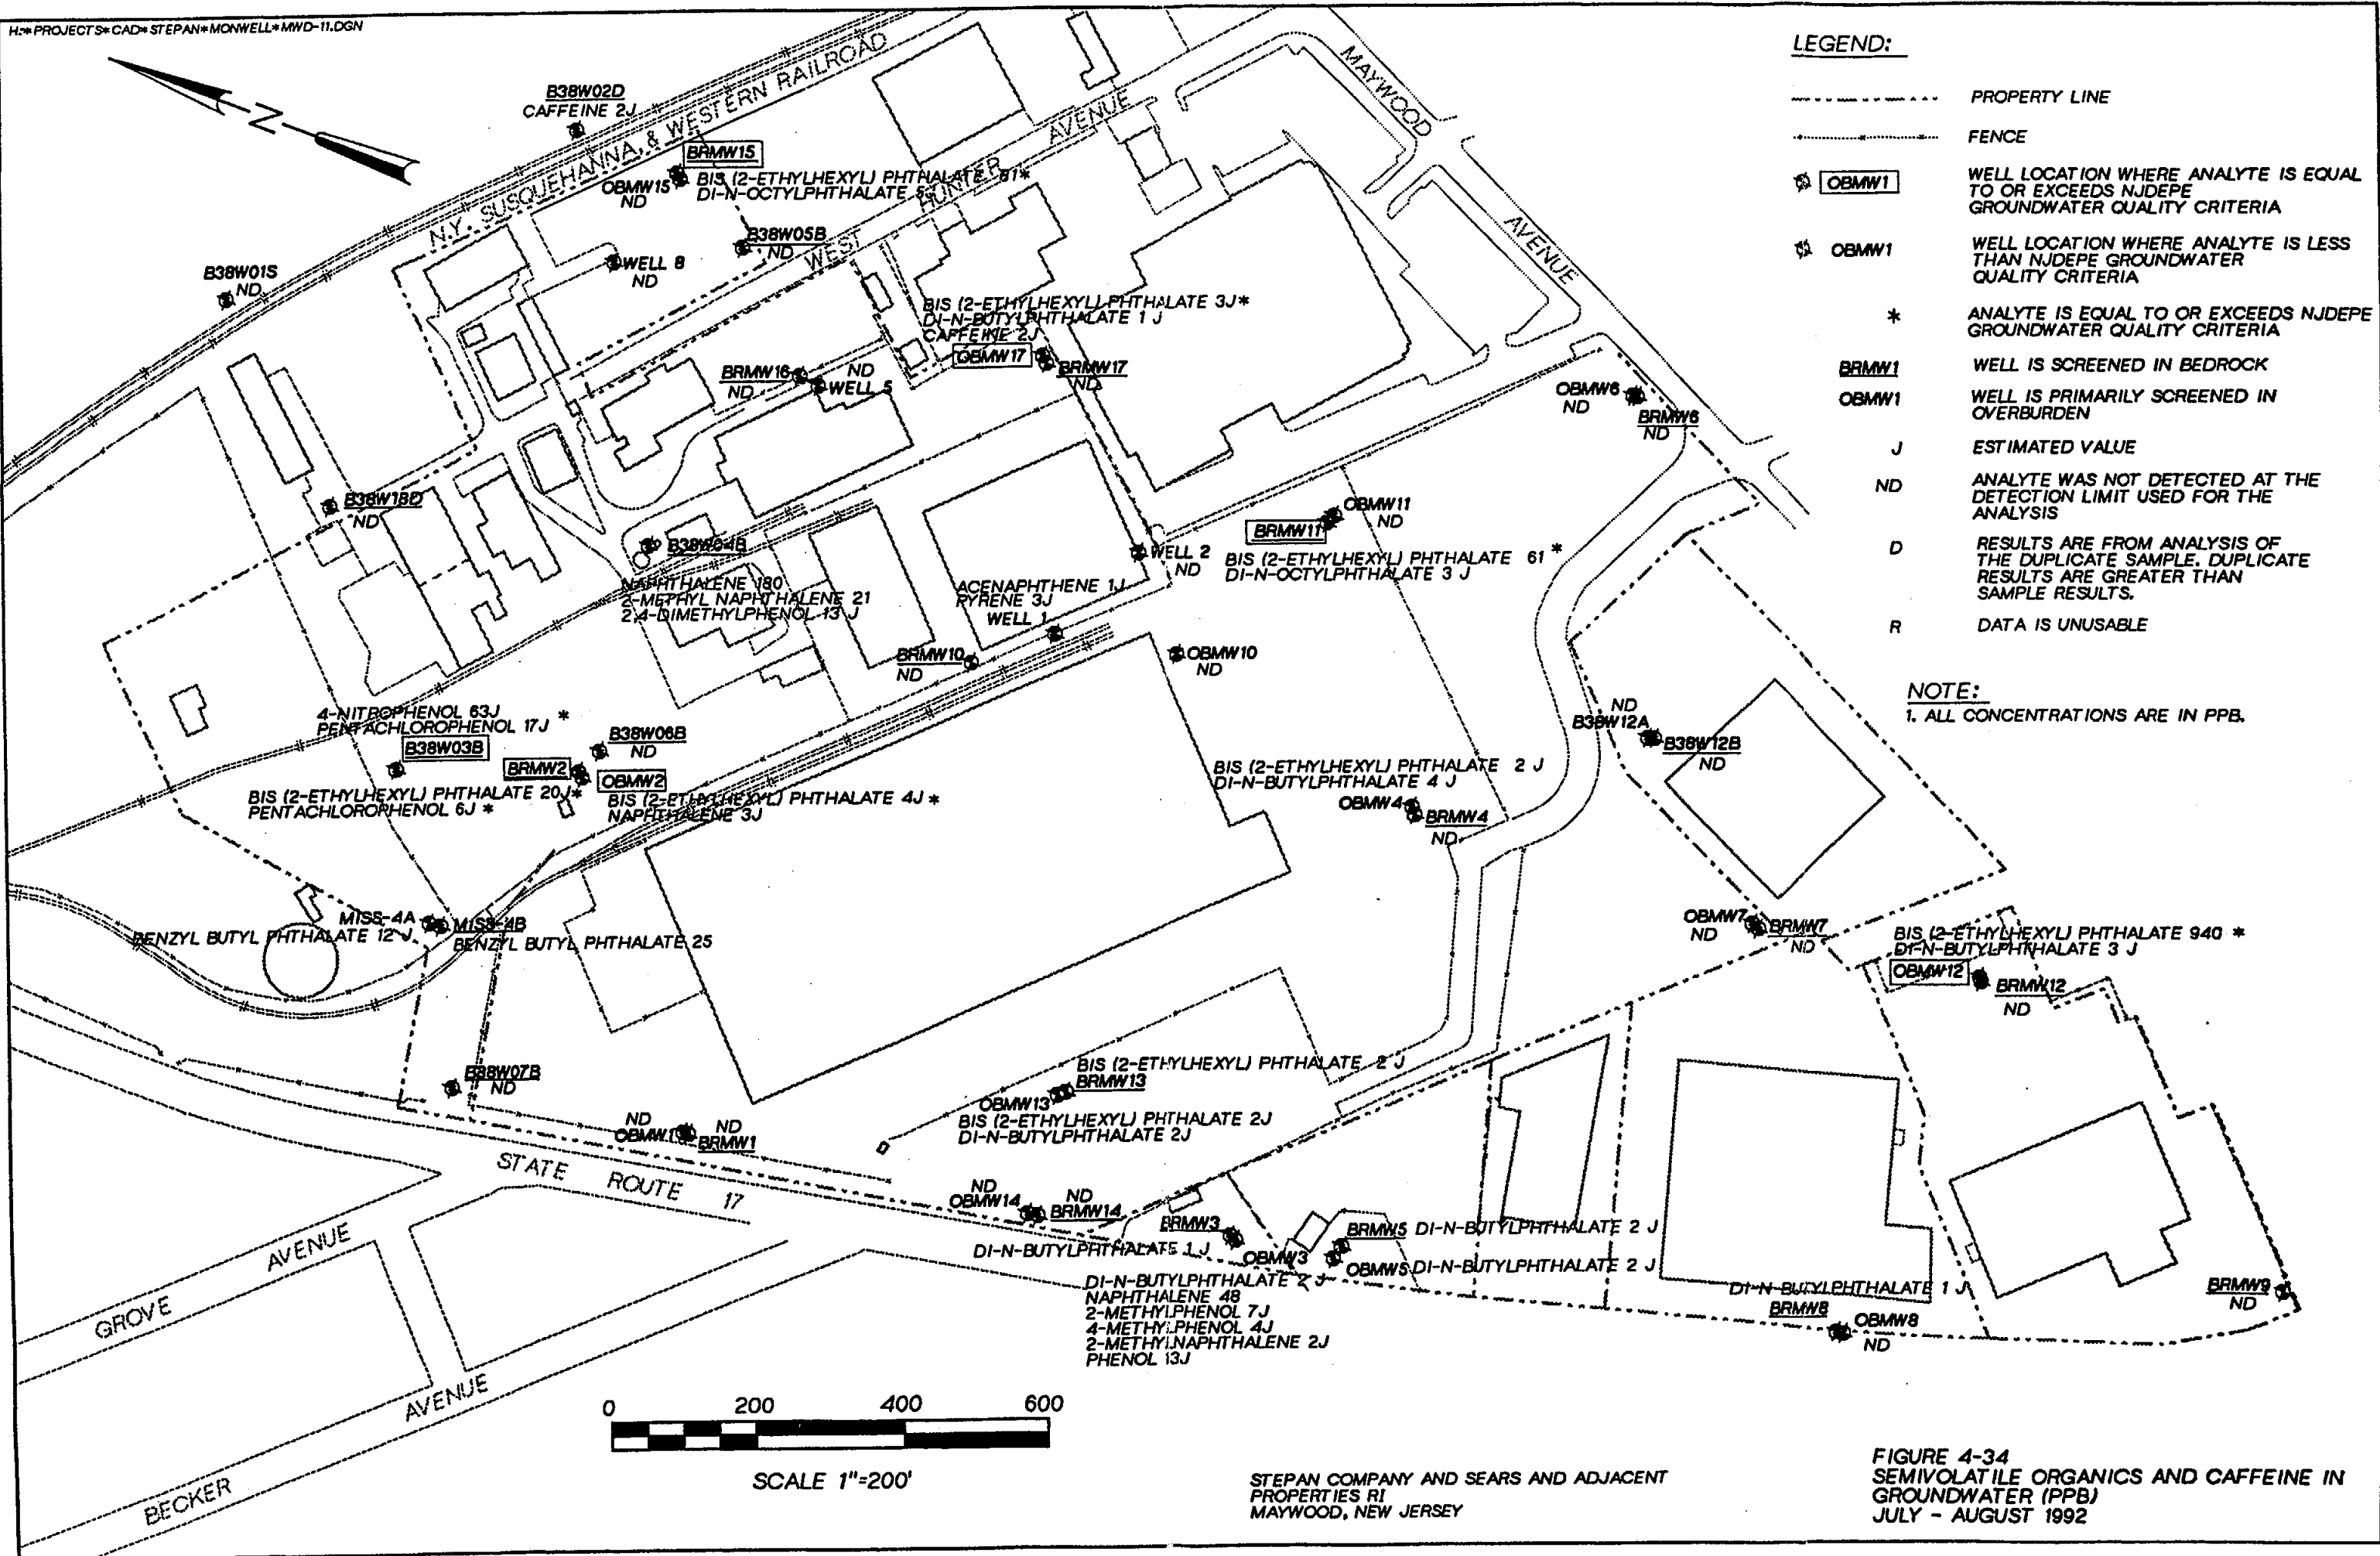 H:*PROJECTS*CAD*STEPAN*MONWELL*MWD-11.DGN
N
B38W02D
CAFFEINE 2J
N.Y. SUSQUEHANNA, & WESTERN RAILROAD
BRMW15
BIS (2-ETHYLHEXYL) PHTHALATE 61*
DI-N-OCTYLPHTHALATE
OBMW15
ND
B38W05B
ND
WEST HUNTER AVENUE
MAYWOOD AVENUE
B38W01S
ND
WELL 8
ND
BIS (2-ETHYLHEXYL) PHTHALATE 3J*
DI-N-BUTYLPHTHALATE 1 J
CAFFEINE 2J
OBMW17
BRMW17
ND
BRMW16
ND
ND
WELL 5
OBMW6
ND
BRMW6
ND
B38W18D
ND
B38W04B
NAPHTHALENE 180
2-METHYL NAPHTHALENE 21
2,4-DIMETHYLPHENOL 13 J
ACENAPHTHENE 1J
PYRENE 3J
WELL 1
WELL 2
ND
OBMW11
ND
BRMW11
BIS (2-ETHYLHEXYL) PHTHALATE 61 *
DI-N-OCTYLPHTHALATE 3 J
BRMW10
ND
OBMW10
ND
4-NITROPHENOL 63J *
PENTACHLOROPHENOL 17J
B38W03B
B38W06B
ND
BRMW2
OBMW2
BIS (2-ETHYLHEXYL) PHTHALATE 20J*
PENTACHLOROPHENOL 6J *
BIS (2-ETHYLHEXYL) PHTHALATE 4J *
NAPHTHALENE 3J
ND
B38W12A
B38W12B
ND
BIS (2-ETHYLHEXYL) PHTHALATE 2 J
DI-N-BUTYLPHTHALATE 4 J
OBMW4
BRMW4
ND
MISS-4A
BENZYL BUTYL PHTHALATE 12 J
MISS-4B
BENZYL BUTYL PHTHALATE 25
OBMW7
ND
BRMW7
ND
BIS (2-ETHYLHEXYL) PHTHALATE 940 *
DI-N-BUTYLPHTHALATE 3 J
OBMW12
BRMW12
ND
B38W07B
ND
BIS (2-ETHYLHEXYL) PHTHALATE 2 J
BRMW13
OBMW13
BIS (2-ETHYLHEXYL) PHTHALATE 2J
DI-N-BUTYLPHTHALATE 2J
ND
OBMW1
ND
BRMW1
STATE ROUTE 17
ND
OBMW14
ND
BRMW14
BRMW3
DI-N-BUTYLPHTHALATE 1 J
OBMW3
DI-N-BUTYLPHTHALATE 2 J
NAPHTHALENE 48
2-METHYLPHENOL 7J
4-METHYLPHENOL 4J
2-METHYLNAPHTHALENE 2J
PHENOL 13J
BRMW5 DI-N-BUTYLPHTHALATE 2 J
OBMW5 DI-N-BUTYLPHTHALATE 2 J
DI-N-BUTYLPHTHALATE 1 J
BRMW8
OBMW8
ND
BRMW9
ND
GROVE AVENUE
BECKER AVENUE
0 200 400 600
SCALE 1"=200'
LEGEND:
PROPERTY LINE
FENCE
OBMW1
WELL LOCATION WHERE ANALYTE IS EQUAL
TO OR EXCEEDS NJDEPE
GROUNDWATER QUALITY CRITERIA
OBMW1
WELL LOCATION WHERE ANALYTE IS LESS
THAN NJDEPE GROUNDWATER
QUALITY CRITERIA
* ANALYTE IS EQUAL TO OR EXCEEDS NJDEPE
GROUNDWATER QUALITY CRITERIA
BRMW1 WELL IS SCREENED IN BEDROCK
OBMW1 WELL IS PRIMARILY SCREENED IN
OVERBURDEN
J ESTIMATED VALUE
ND ANALYTE WAS NOT DETECTED AT THE
DETECTION LIMIT USED FOR THE
ANALYSIS
D RESULTS ARE FROM ANALYSIS OF
THE DUPLICATE SAMPLE. DUPLICATE
RESULTS ARE GREATER THAN
SAMPLE RESULTS.
R DATA IS UNUSABLE
NOTE:
1. ALL CONCENTRATIONS ARE IN PPB.
STEPAN COMPANY AND SEARS AND ADJACENT
PROPERTIES RI
MAYWOOD, NEW JERSEY
FIGURE 4-34
SEMIVOLATILE ORGANICS AND CAFFEINE IN
GROUNDWATER (PPB)
JULY - AUGUST 1992